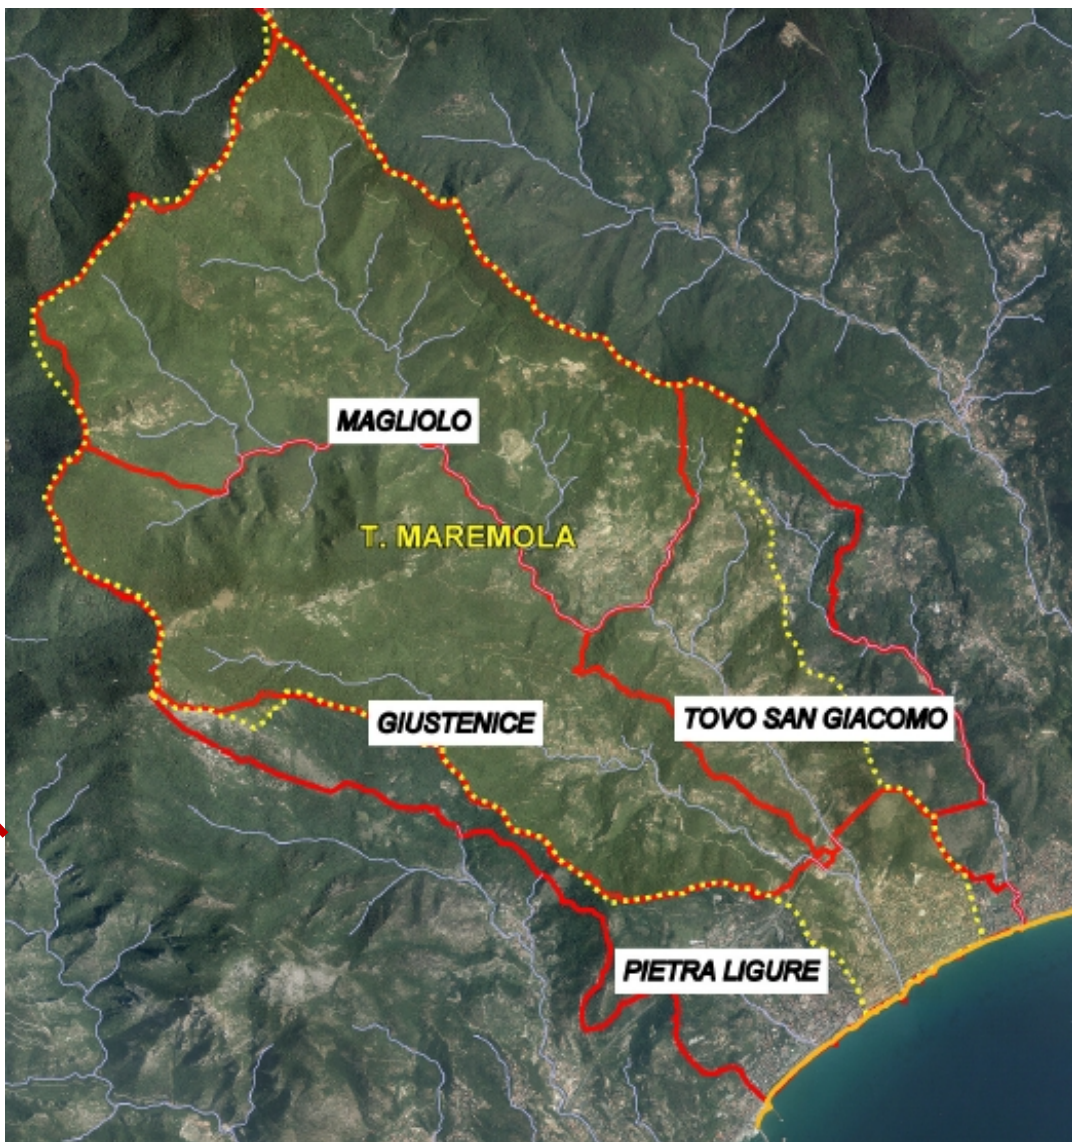 MAGLIOLO
T. MAREMOLA
GIUSTENICE
TOVO SAN GIACOMO
PIETRA LIGURE